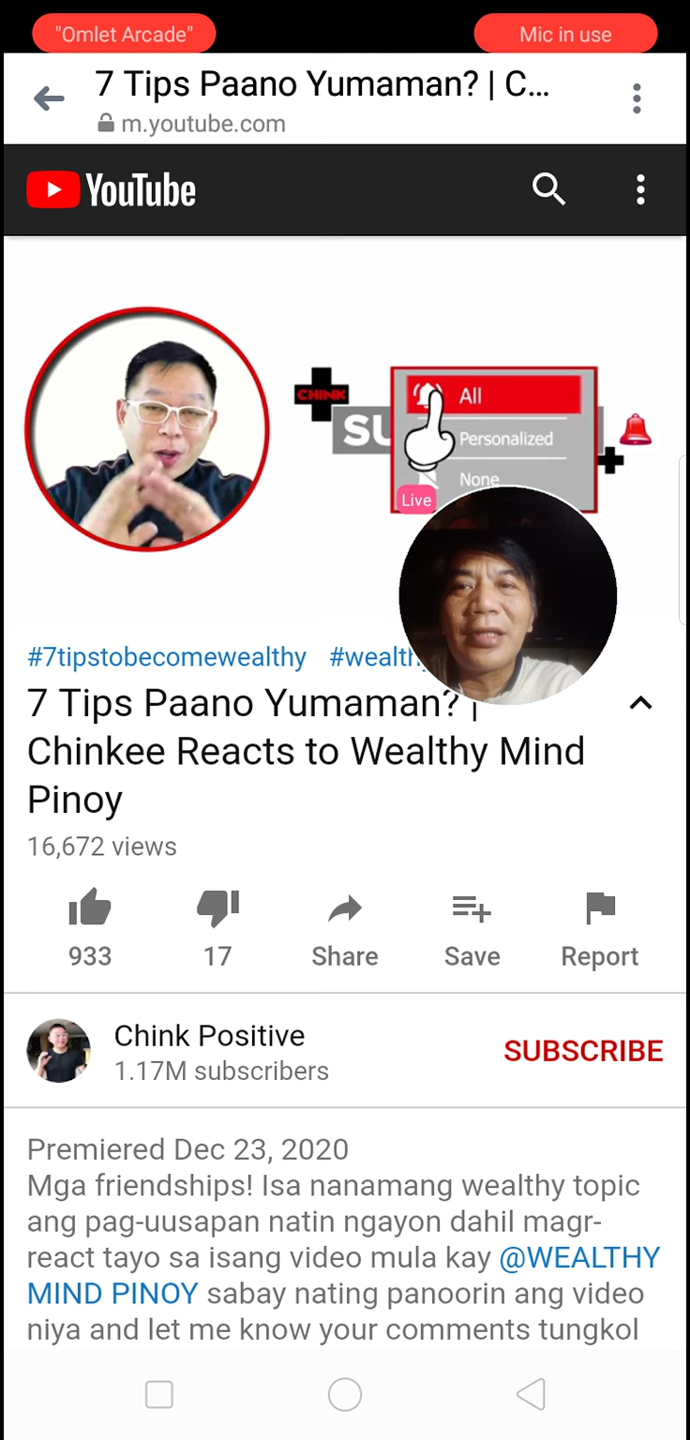 "Omlet Arcade"
Mic in use
7 Tips Paano Yumaman? | C...
m.youtube.com
YouTube
CHINK
SU
All
Personalized
None
Live
#7tipstobecomewealthy
7 Tips Paano Yumaman? |
Chinkee Reacts to Wealthy Mind
Pinoy
16,672 views
933
17
Share
Save
Report
Chink Positive
1.17M subscribers
SUBSCRIBE
Premiered Dec 23, 2020
Mga friendships! Isa nanamang wealthy topic
ang pag-uusapan natin ngayon dahil magr-
react tayo sa isang video mula kay @WEALTHY
MIND PINOY sabay nating panoorin ang video
niya and let me know your comments tungkol